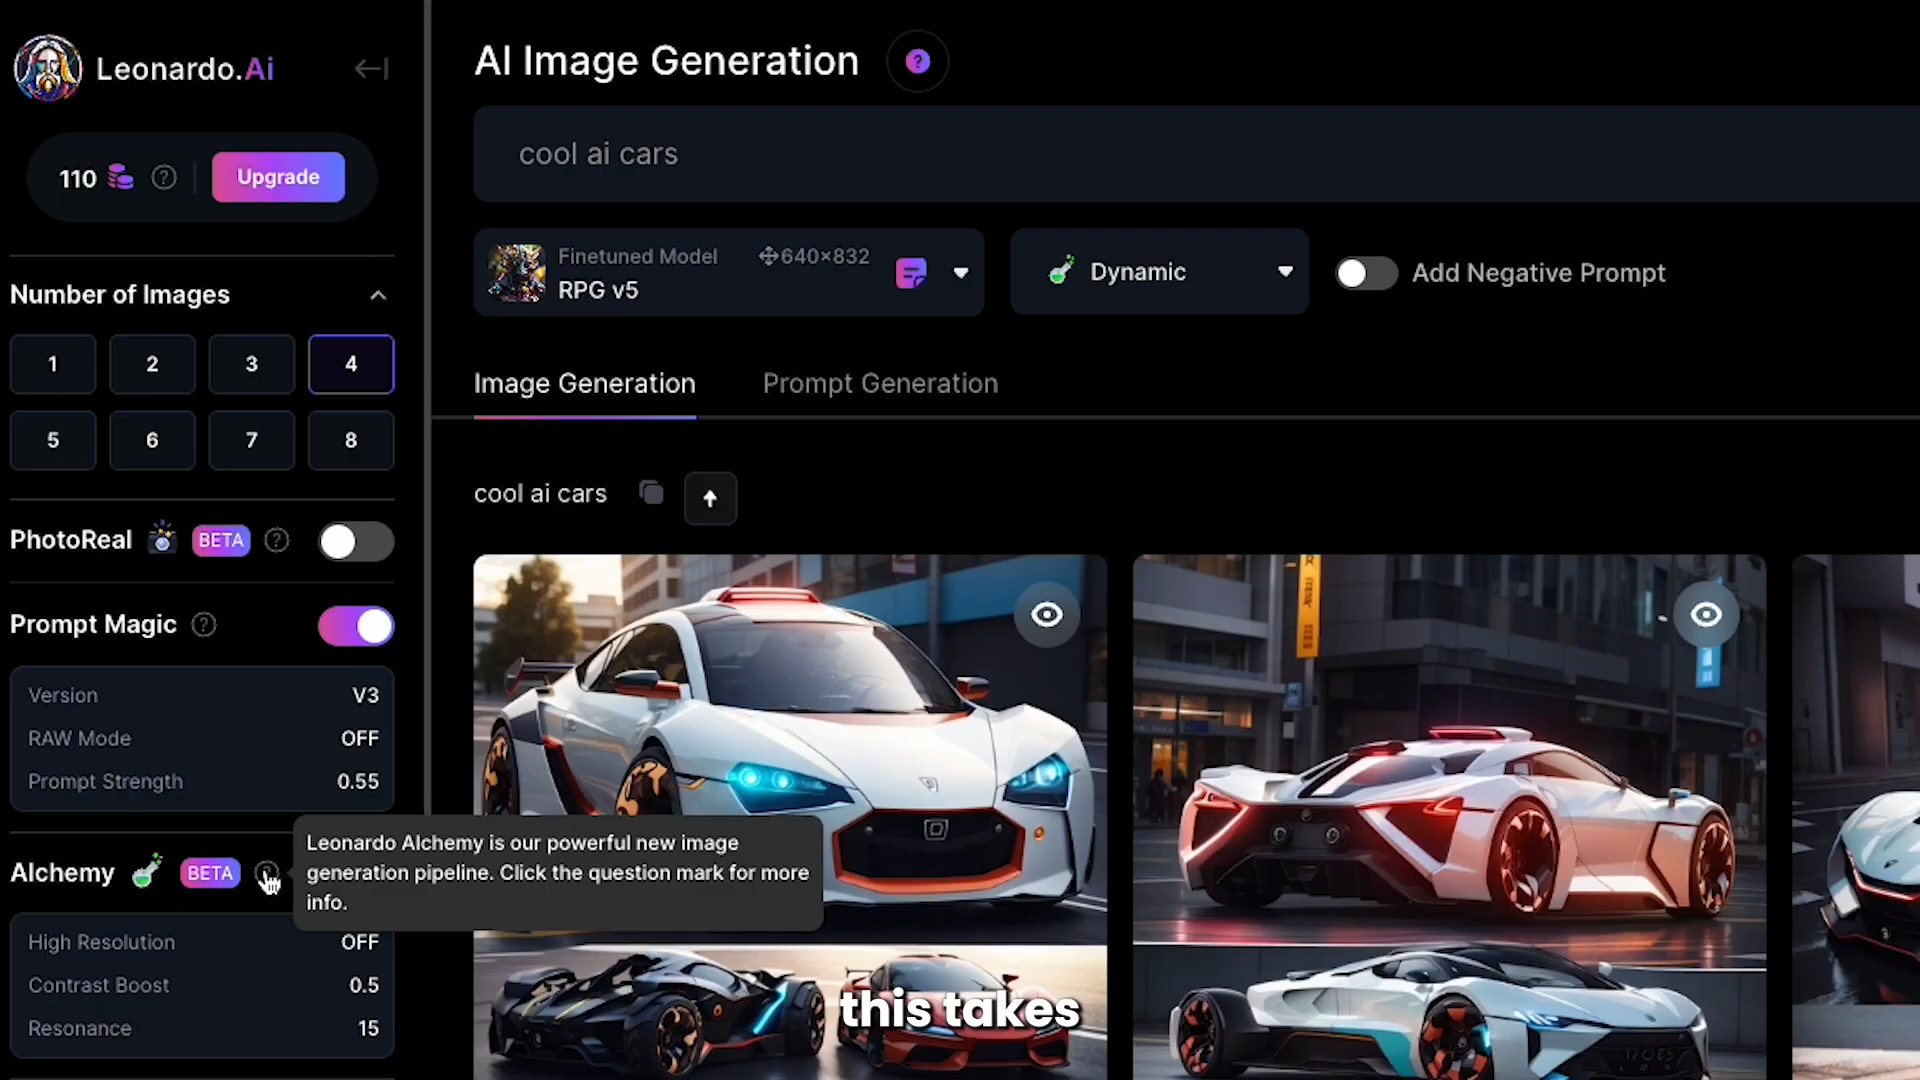 Leonardo.Ai
110
Upgrade
Number of Images
1 2 3 4
5 6 7 8
PhotoReal BETA ?
Prompt Magic ?
Version V3
RAW Mode OFF
Prompt Strength 0.55
Alchemy BETA
High Resolution OFF
Contrast Boost 0.5
Resonance 15
Leonardo Alchemy is our powerful new image
generation pipeline. Click the question mark for more
info.
AI Image Generation ?
cool ai cars
Finetuned Model 640×832
RPG v5
Dynamic
Add Negative Prompt
Image Generation Prompt Generation
cool ai cars
this takes